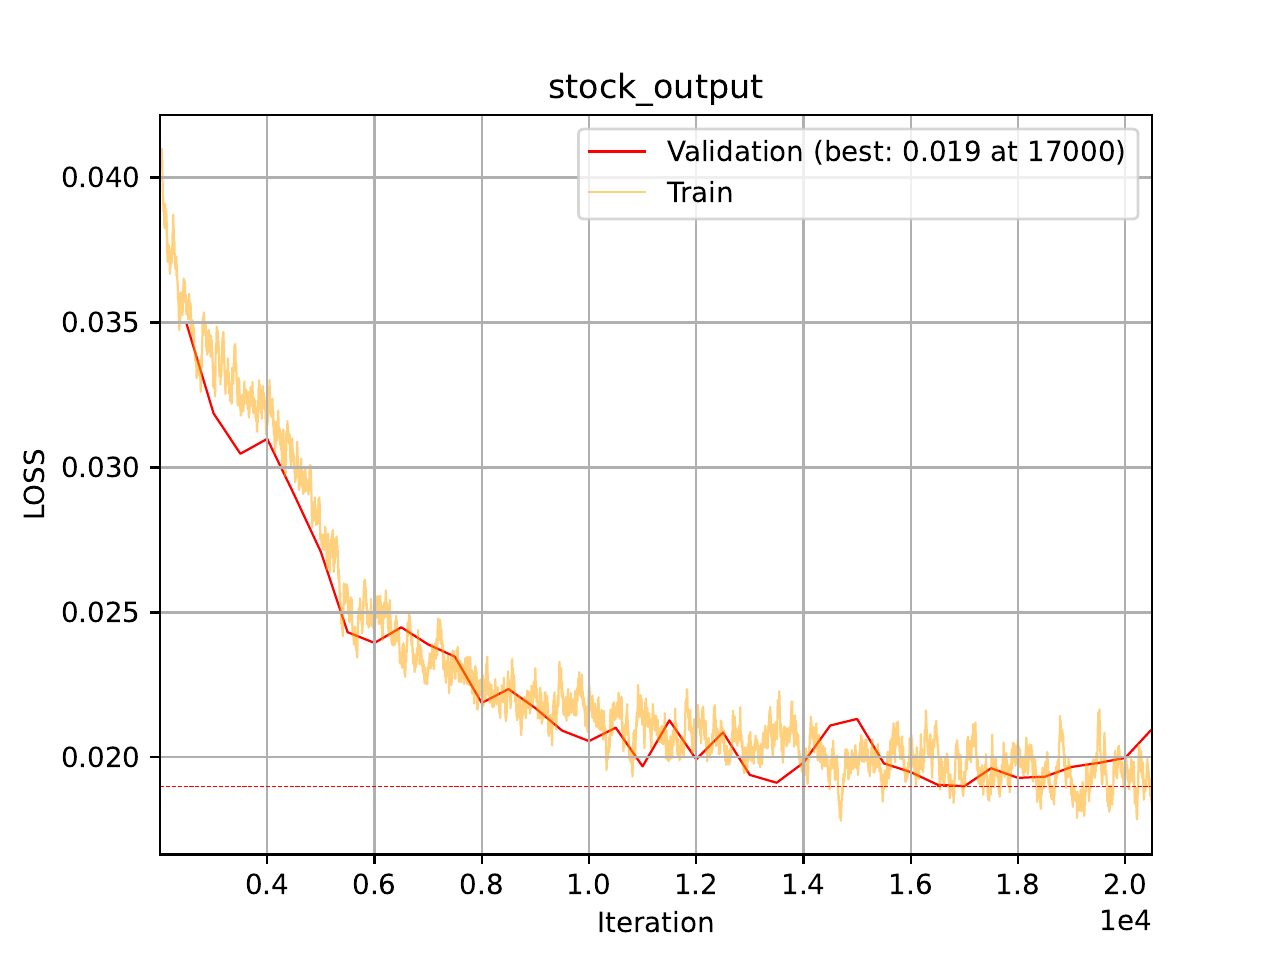 stock_output
Validation (best: 0.019 at 17000)
Train
0.040
0.035
0.030
0.025
0.020
LOSS
0.4 0.6 0.8 1.0 1.2 1.4 1.6 1.8 2.0
Iteration
1e4